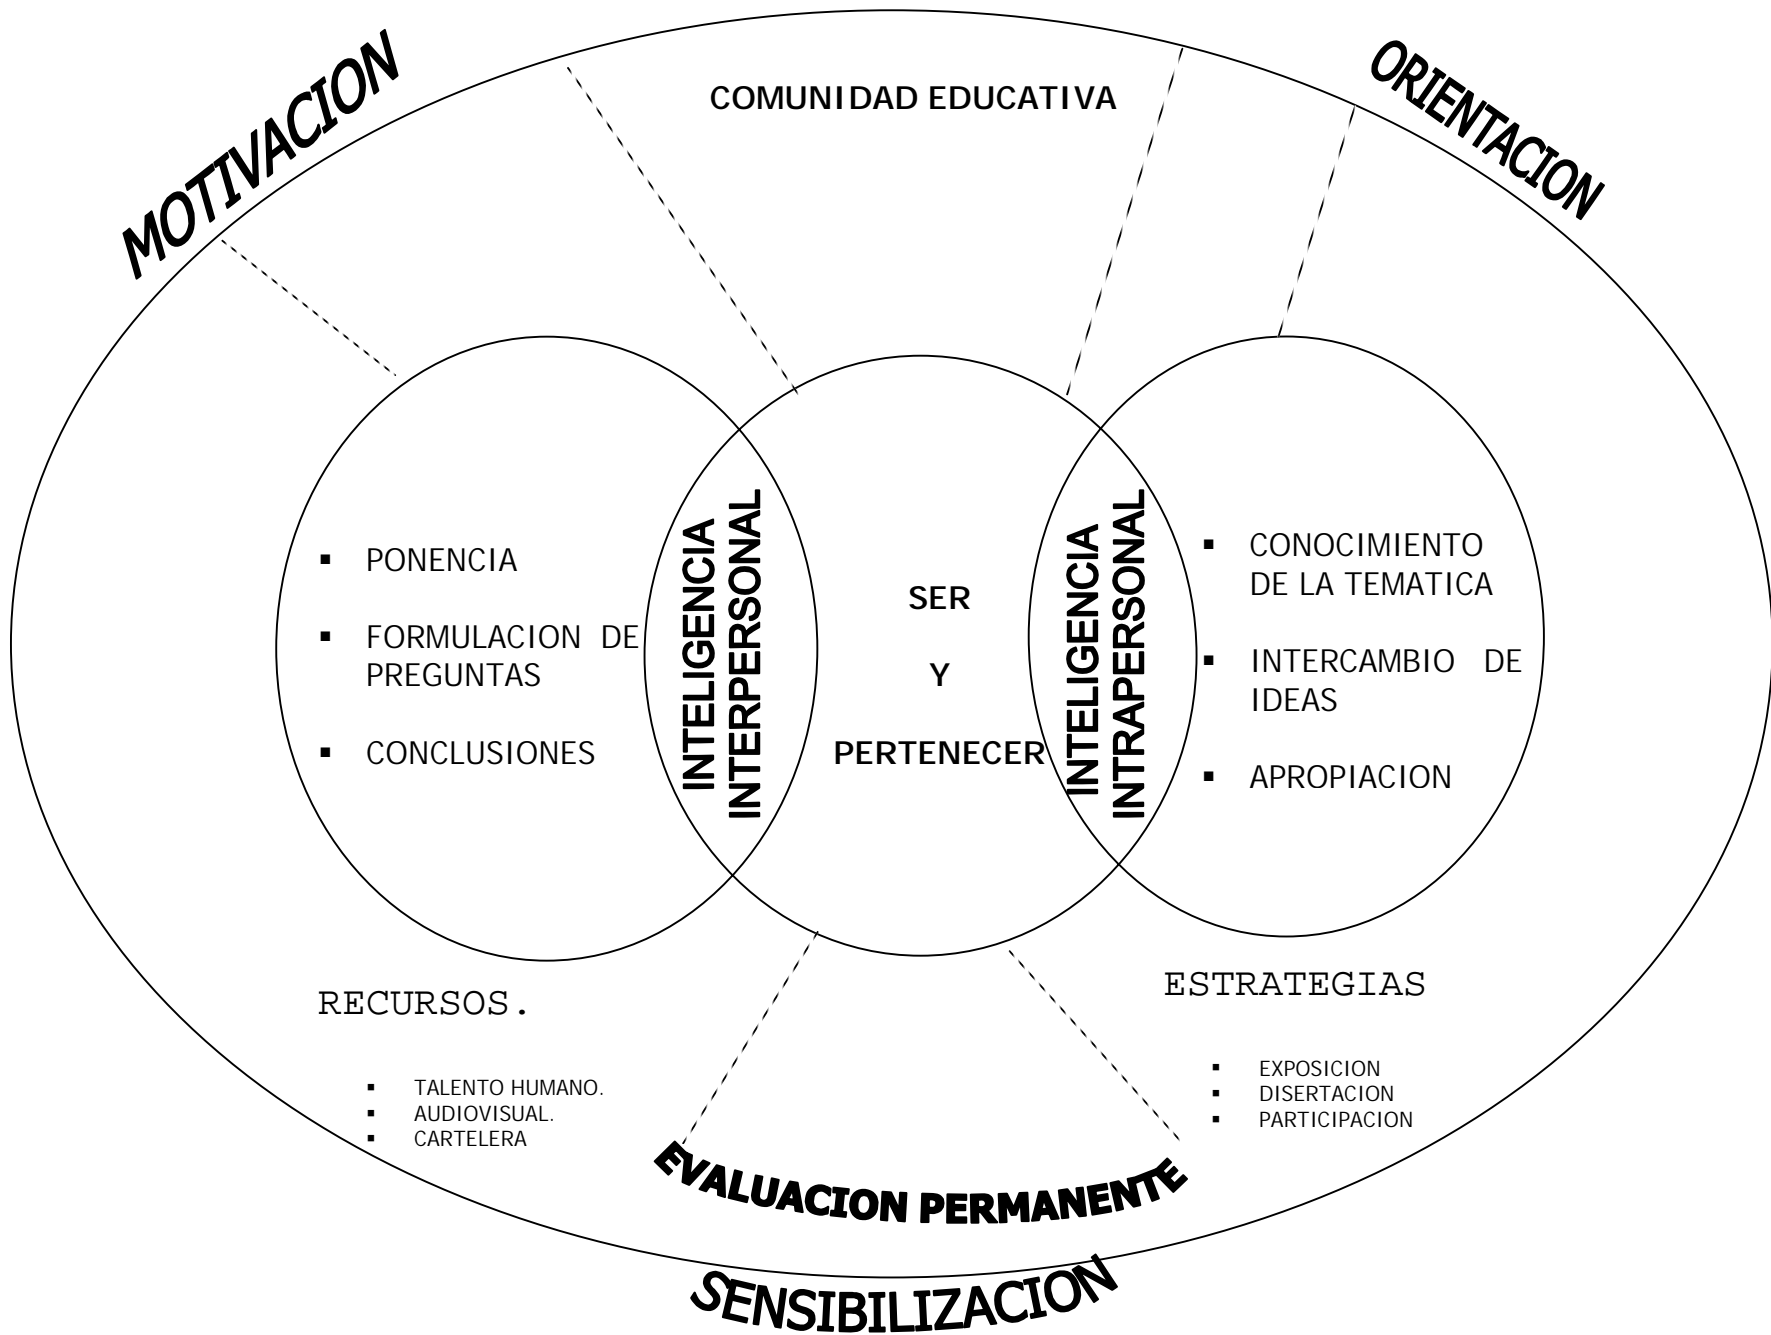 MOTIVACION
ORIENTACION
COMUNIDAD EDUCATIVA
▪ PONENCIA
▪ FORMULACION DE
PREGUNTAS
▪ CONCLUSIONES
INTELIGENCIA
INTERPERSONAL
SER
Y
PERTENECER
INTELIGENCIA
INTRAPERSONAL
▪ CONOCIMIENTO
DE LA TEMATICA
▪ INTERCAMBIO DE
IDEAS
▪ APROPIACION
RECURSOS.
▪ TALENTO HUMANO.
▪ AUDIOVISUAL.
▪ CARTELERA
ESTRATEGIAS
▪ EXPOSICION
▪ DISERTACION
▪ PARTICIPACION
EVALUACION PERMANENTE
SENSIBILIZACION